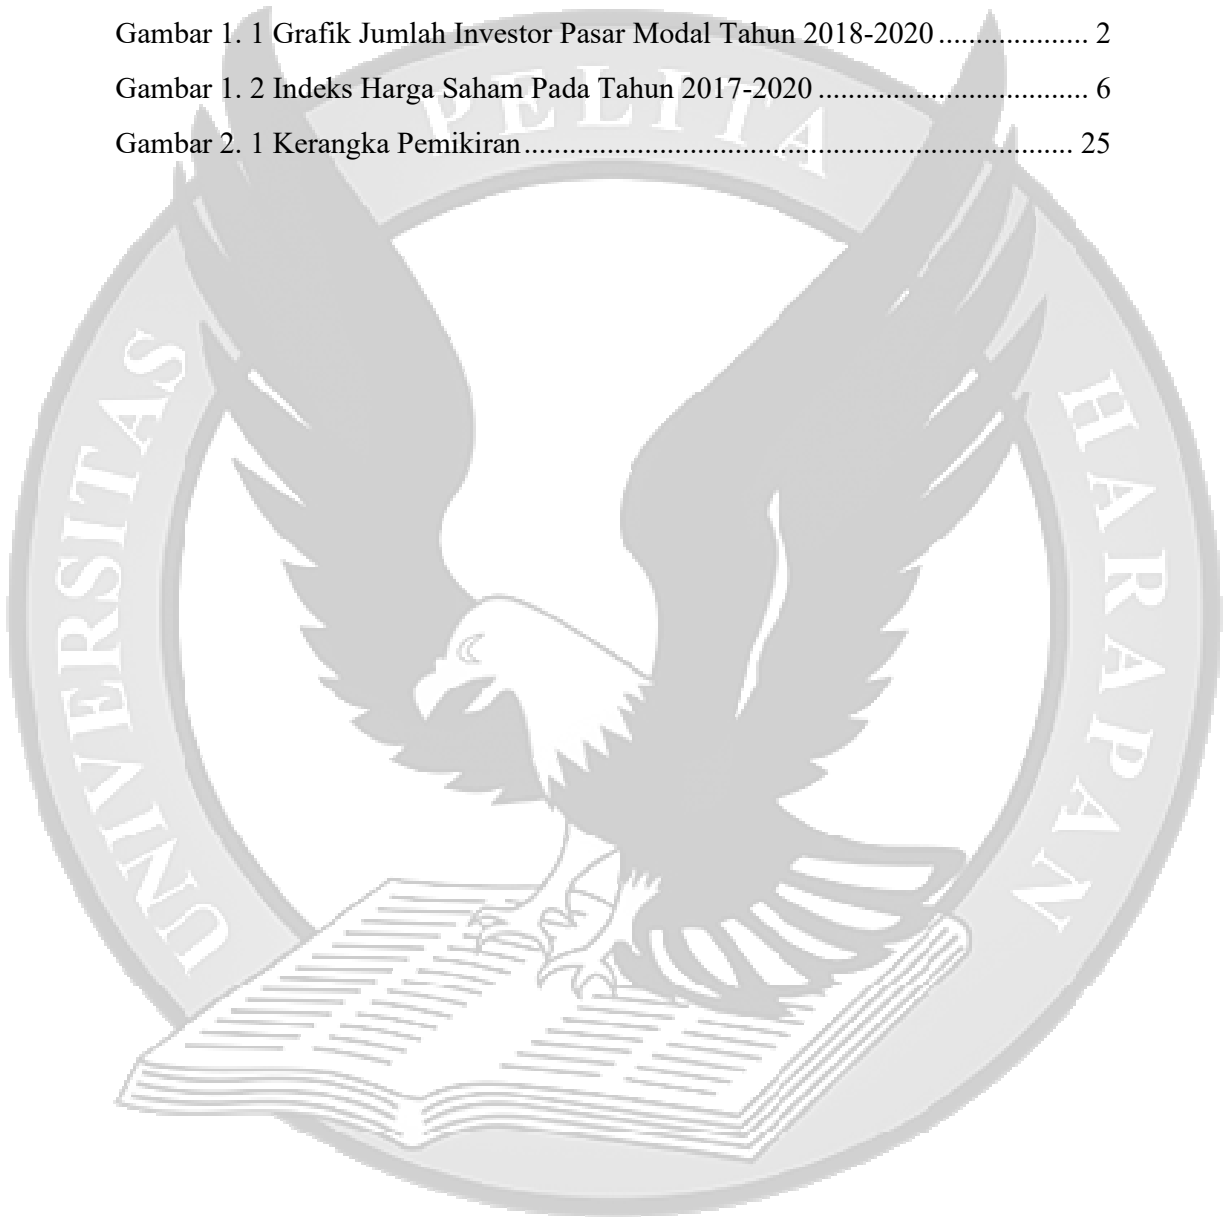 Gambar 1. 1 Grafik Jumlah Investor Pasar Modal Tahun 2018-2020 .................... 2
Gambar 1. 2 Indeks Harga Saham Pada Tahun 2017-2020 .................................... 6
Gambar 2. 1 Kerangka Pemikiran ......................................................................... 25
UNIVERSITAS PELITA HARAPAN